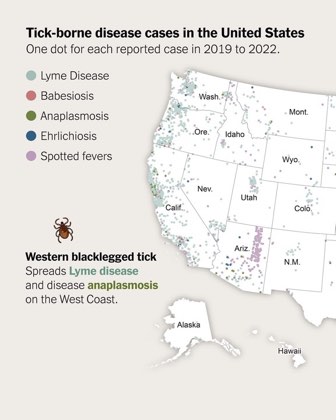 Tick-borne disease cases in the United States
One dot for each reported case in 2019 to 2022.
Lyme Disease
Babesiosis
Anaplasmosis
Ehrlichiosis
Spotted fevers
Wash.
Mont.
Ore.
Idaho
Wyo.
Nev.
Utah
Colo.
Calif.
Ariz.
N.M.
Western blacklegged tick
Spreads Lyme disease
and disease anaplasmosis
on the West Coast.
Alaska
Hawaii